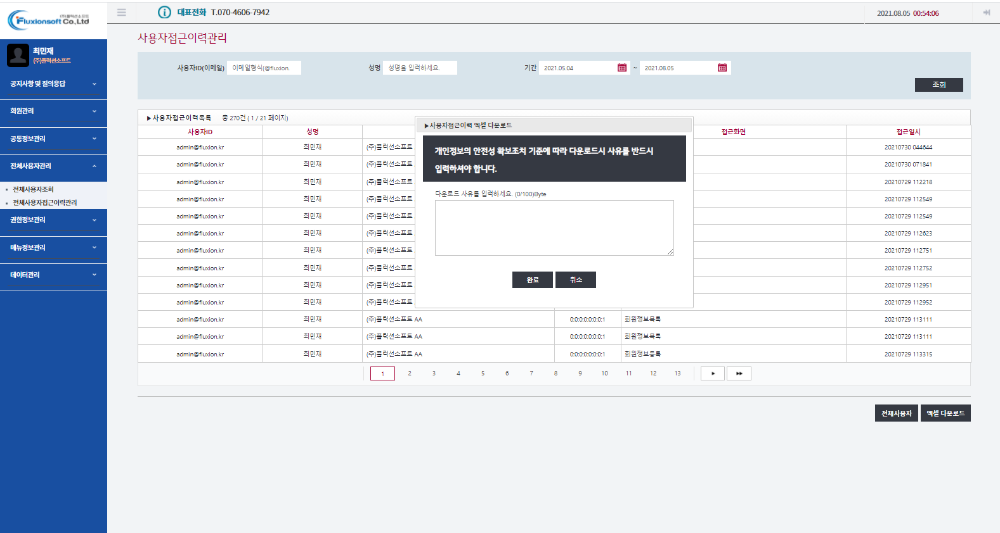 (주)플럭션소프트
Fluxionsoft Co.,Ltd
대표전화 T.070-4606-7942
2021.08.05 00:54:06
최민재
(주)플럭션소프트
공지사항 및 질의응답
회원관리
공통정보관리
전체사용자관리
전체사용자조회
전체사용자접근이력관리
권한정보관리
메뉴정보관리
데이터관리
사용자접근이력관리
사용자ID(이메일) 이메일형식(@fluxion. 성명 성명을 입력하세요. 기간 2021.05.04 ~ 2021.08.05
조회
▶사용자접근이력목록 총 270건 ( 1 / 21 페이지)
사용자ID 성명 접근화면 접근일시
admin@fluxion.kr 최민재 (주)플럭션소프트 20210730 044644
admin@fluxion.kr 최민재 (주)플럭션소프트 20210730 071841
admin@fluxion.kr 최민재 (주)플럭션소프트 20210729 112218
admin@fluxion.kr 최민재 (주)플럭션소프트 20210729 112549
admin@fluxion.kr 최민재 (주)플럭션소프트 20210729 112549
admin@fluxion.kr 최민재 (주)플럭션소프트 20210729 112623
admin@fluxion.kr 최민재 (주)플럭션소프트 20210729 112751
admin@fluxion.kr 최민재 (주)플럭션소프트 20210729 112752
admin@fluxion.kr 최민재 (주)플럭션소프트 20210729 112951
admin@fluxion.kr 최민재 (주)플럭션소프트 20210729 112952
admin@fluxion.kr 최민재 (주)플럭션소프트 AA 0:0:0:0:0:0:0:1 회원정보목록 20210729 113111
admin@fluxion.kr 최민재 (주)플럭션소프트 AA 0:0:0:0:0:0:0:1 회원정보목록 20210729 113111
admin@fluxion.kr 최민재 (주)플럭션소프트 AA 0:0:0:0:0:0:0:1 회원정보등록 20210729 113315
▶사용자접근이력 엑셀 다운로드
개인정보의 안전성 확보조치 기준에 따라 다운로드시 사유를 반드시
입력하셔야 합니다.
다운로드 사유를 입력하세요. (0/100)Byte
완료 취소
1 2 3 4 5 6 7 8 9 10 11 12 13
전체사용자 엑셀 다운로드